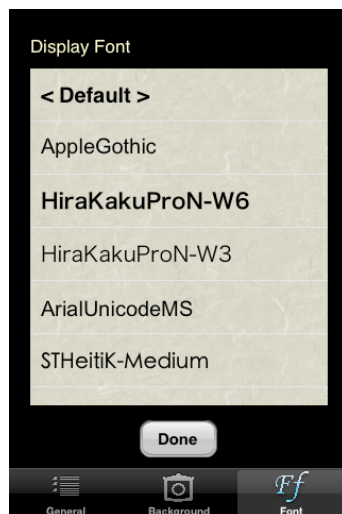 Display Font
< Default >
AppleGothic
HiraKakuProN-W6
HiraKakuProN-W3
ArialUnicodeMS
STHeitiK-Medium
Done
Ff
General Background Font